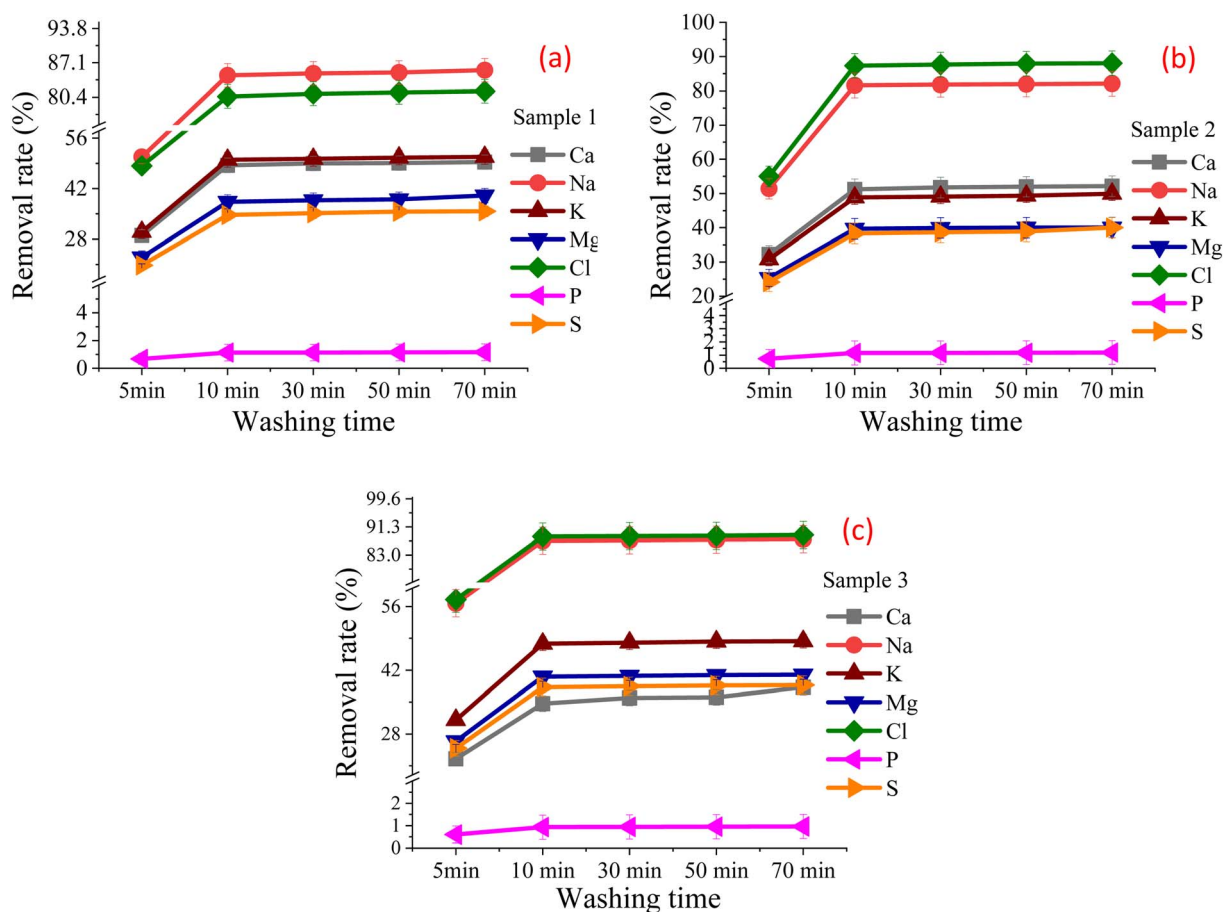 (a)
Removal rate (%)
93.8
87.1
80.4
56
42
28
4
2
0
5min 10 min 30 min 50 min 70 min
Washing time
Sample 1
Ca
Na
K
Mg
Cl
P
S
(b)
Removal rate (%)
100
90
80
70
60
50
40
30
20
5
4
3
2
1
0
5min 10 min 30 min 50 min 70 min
Washing time
Sample 2
Ca
Na
K
Mg
Cl
P
S
(c)
Removal rate (%)
99.6
91.3
83.0
56
42
28
2
1
0
5min 10 min 30 min 50 min 70 min
Washing time
Sample 3
Ca
Na
K
Mg
Cl
P
S